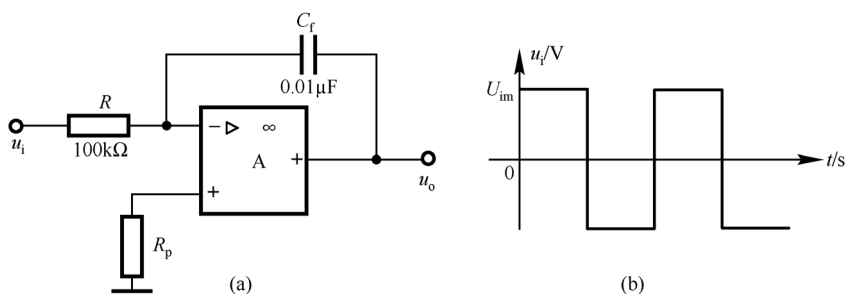 C_f
0.01μF
R
100kΩ
u_i
− ▷ ∞
A
+
+
u_o
R_p
(a)
u_i/V
U_im
0
t/s
(b)